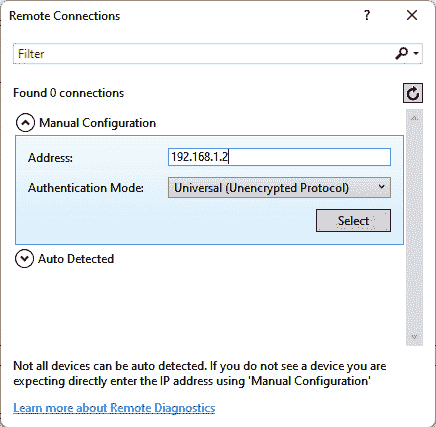 Remote Connections ?
Filter
Found 0 connections
Manual Configuration
Address: 192.168.1.2
Authentication Mode: Universal (Unencrypted Protocol)
Select
Auto Detected
Not all devices can be auto detected. If you do not see a device you are
expecting directly enter the IP address using 'Manual Configuration'
Learn more about Remote Diagnostics